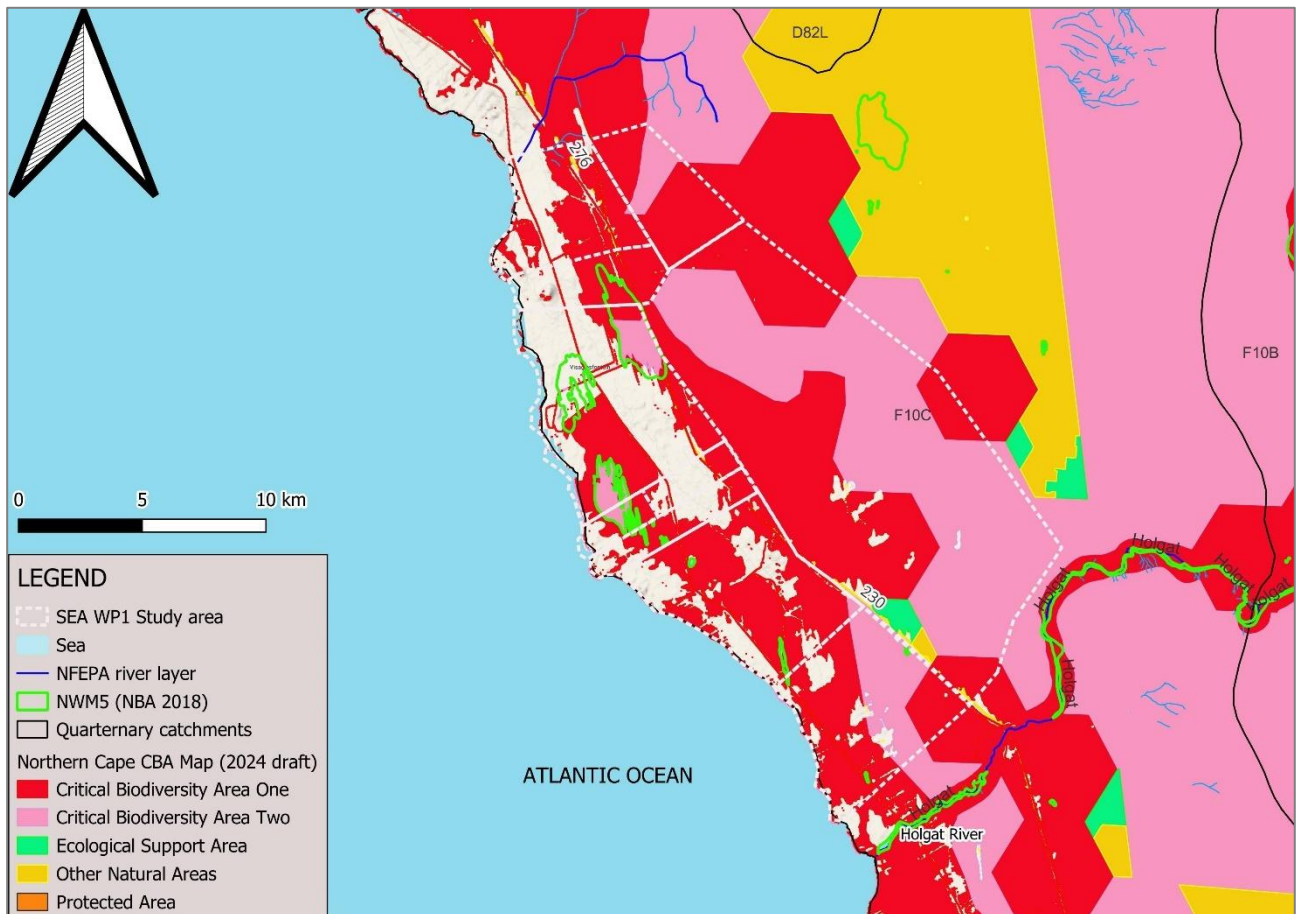 D82L
276
F10B
F10C
0
5
10 km
Holgat
Holgat
Holgat
Holgat
Holgat
230
LEGEND
SEA WP1 Study area
Sea
NFEPA river layer
NWM5 (NBA 2018)
Quarternary catchments
Northern Cape CBA Map (2024 draft)
Critical Biodiversity Area One
Critical Biodiversity Area Two
Ecological Support Area
Other Natural Areas
Protected Area
ATLANTIC OCEAN
Holgat
Holgat River